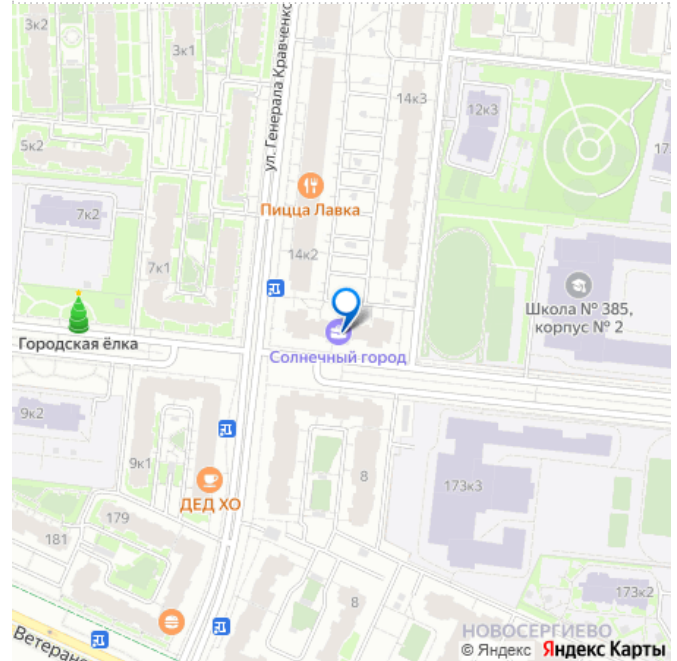 3к2
3к1
ул. Генерала Кравченко
14к3
12к3
17
5к2
7к2
Пицца Лавка
14к2
7к1
Школа № 385,
корпус № 2
Городская ёлка
Солнечный город
9к2
9к1
8
173к3
ДЕД ХО
179
181
8
173к2
НОВОСЕРГИЕВО
© Яндекс Яндекс Карты